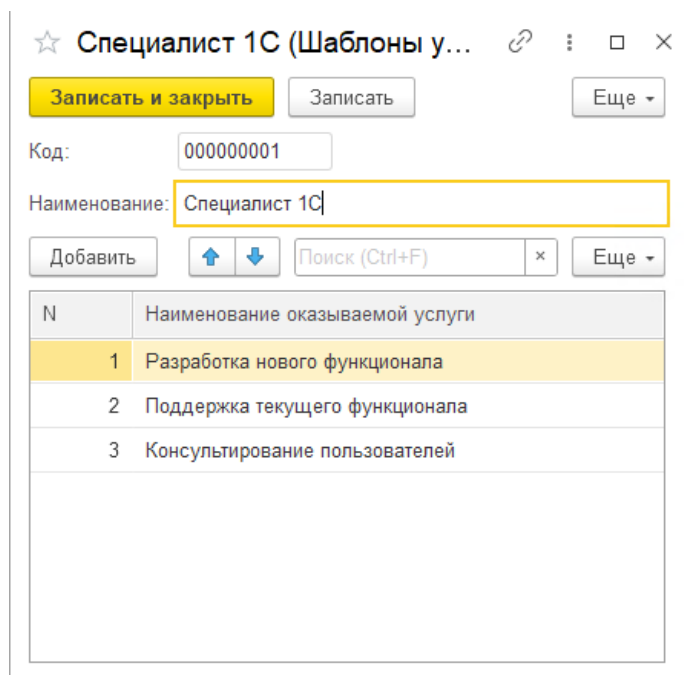 Специалист 1С (Шаблоны у...
Записать и закрыть Записать Еще
Код: 000000001
Наименование: Специалист 1С
Добавить Поиск (Ctrl+F) × Еще
N Наименование оказываемой услуги
1 Разработка нового функционала
2 Поддержка текущего функционала
3 Консультирование пользователей